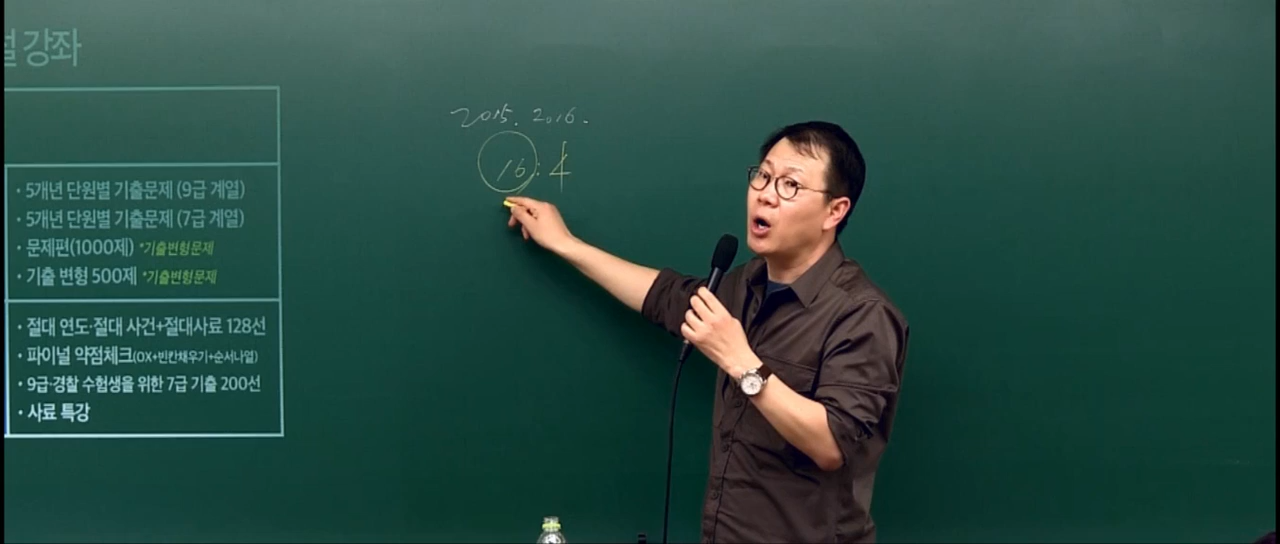 널 강좌
· 5개년 단원별 기출문제 (9급 계열)
· 5개년 단원별 기출문제 (7급 계열)
· 문제편(1000제) *기출변형문제
· 기출 변형 500제 *기출변형문제
· 절대 연도·절대 사건+절대사료 128선
· 파이널 약점체크(OX+빈칸채우기+순서나열)
· 9급·경찰 수험생을 위한 7급 기출 200선
· 사료 특강
2015. 2016.
16:4